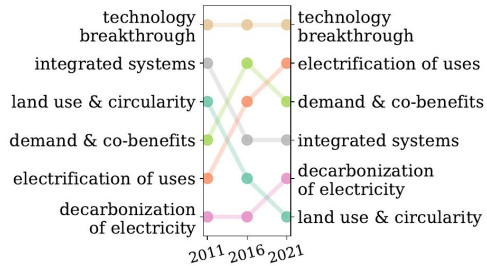 technology
breakthrough
integrated systems
land use & circularity
demand & co-benefits
electrification of uses
decarbonization
of electricity
technology
breakthrough
electrification of uses
demand & co-benefits
integrated systems
decarbonization
of electricity
land use & circularity
2011 2016 2021